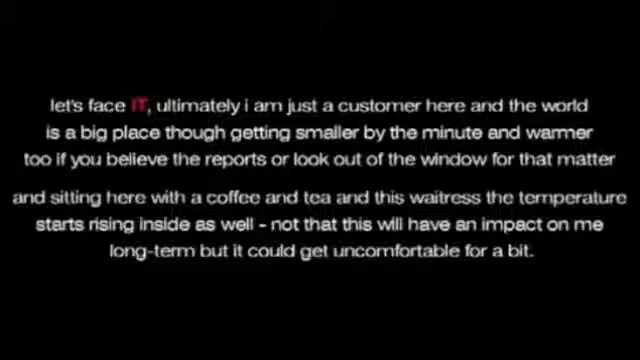 let's face IT, ultimately i am just a customer here and the world
is a big place though getting smaller by the minute and warmer
too if you believe the reports or look out of the window for that matter
and sitting here with a coffee and tea and this waitress the temperature
starts rising inside as well - not that this will have an impact on me
long-term but it could get uncomfortable for a bit.